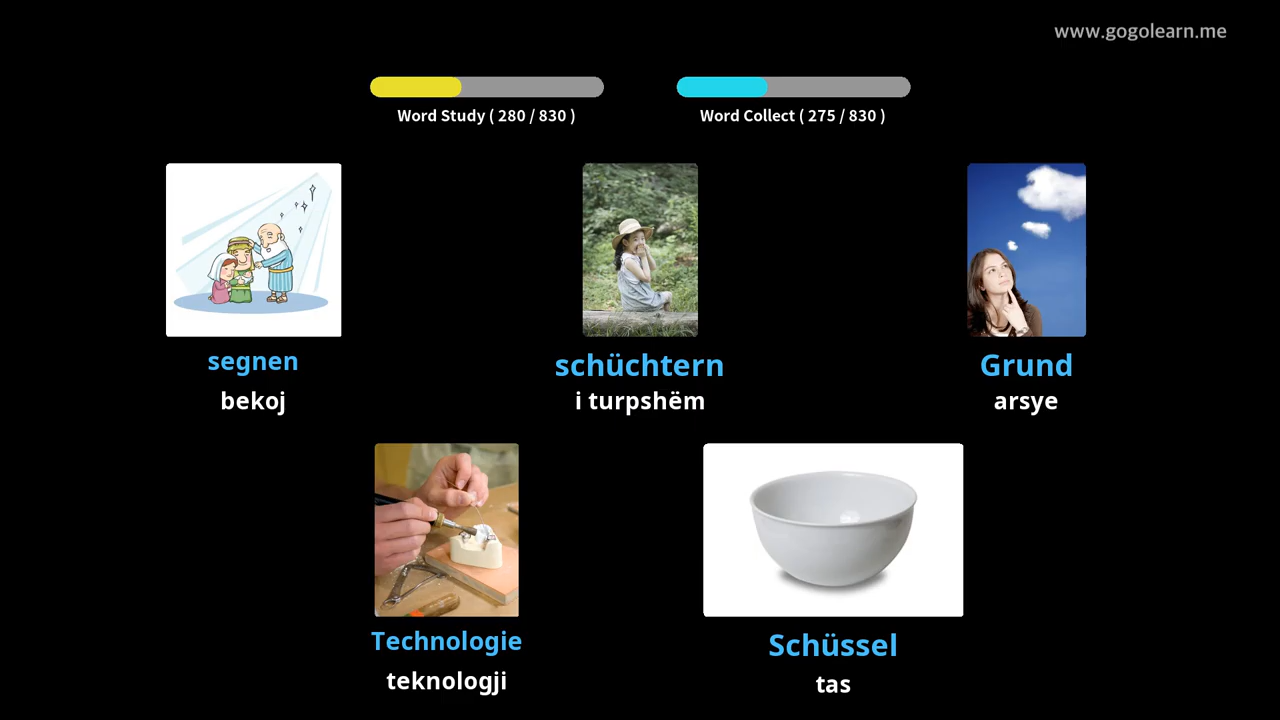 www.gogolearn.me
Word Study ( 280 / 830 )
Word Collect ( 275 / 830 )
segnen
bekoj
schüchtern
i turpshëm
Grund
arsye
Technologie
teknologji
Schüssel
tas